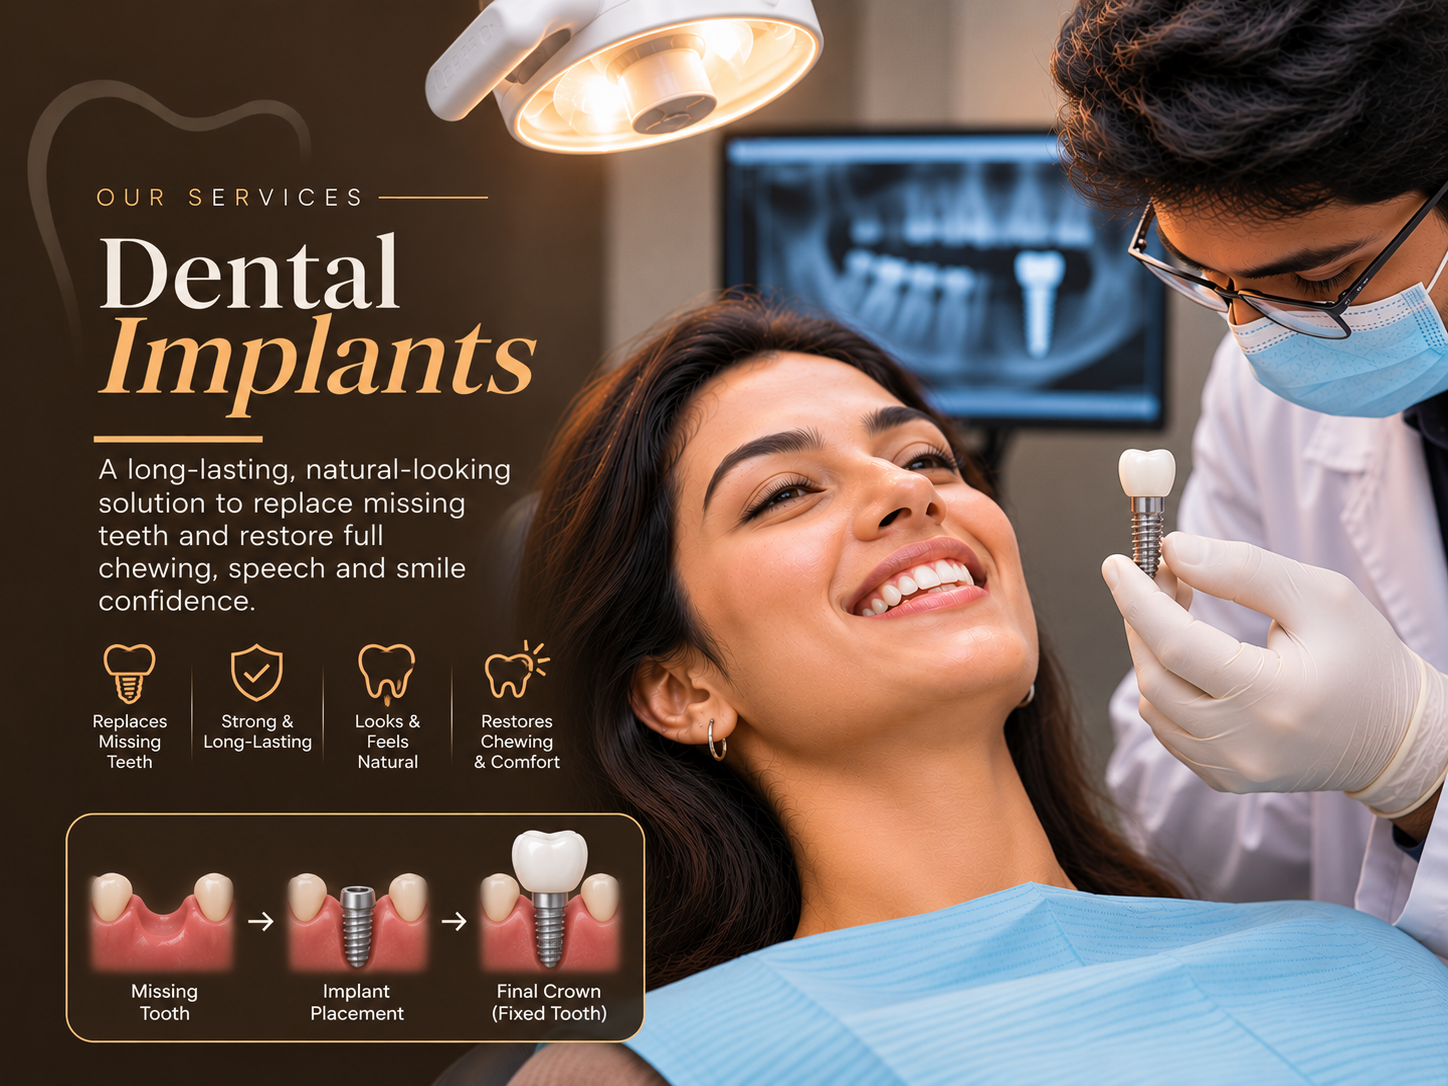 OUR SERVICES
Dental
Implants
A long-lasting, natural-looking
solution to replace missing
teeth and restore full
chewing, speech and smile
confidence.
Replaces
Missing
Teeth
Strong &
Long-Lasting
Looks &
Feels
Natural
Restores
Chewing
& Comfort
Missing
Tooth
Implant
Placement
Final Crown
(Fixed Tooth)